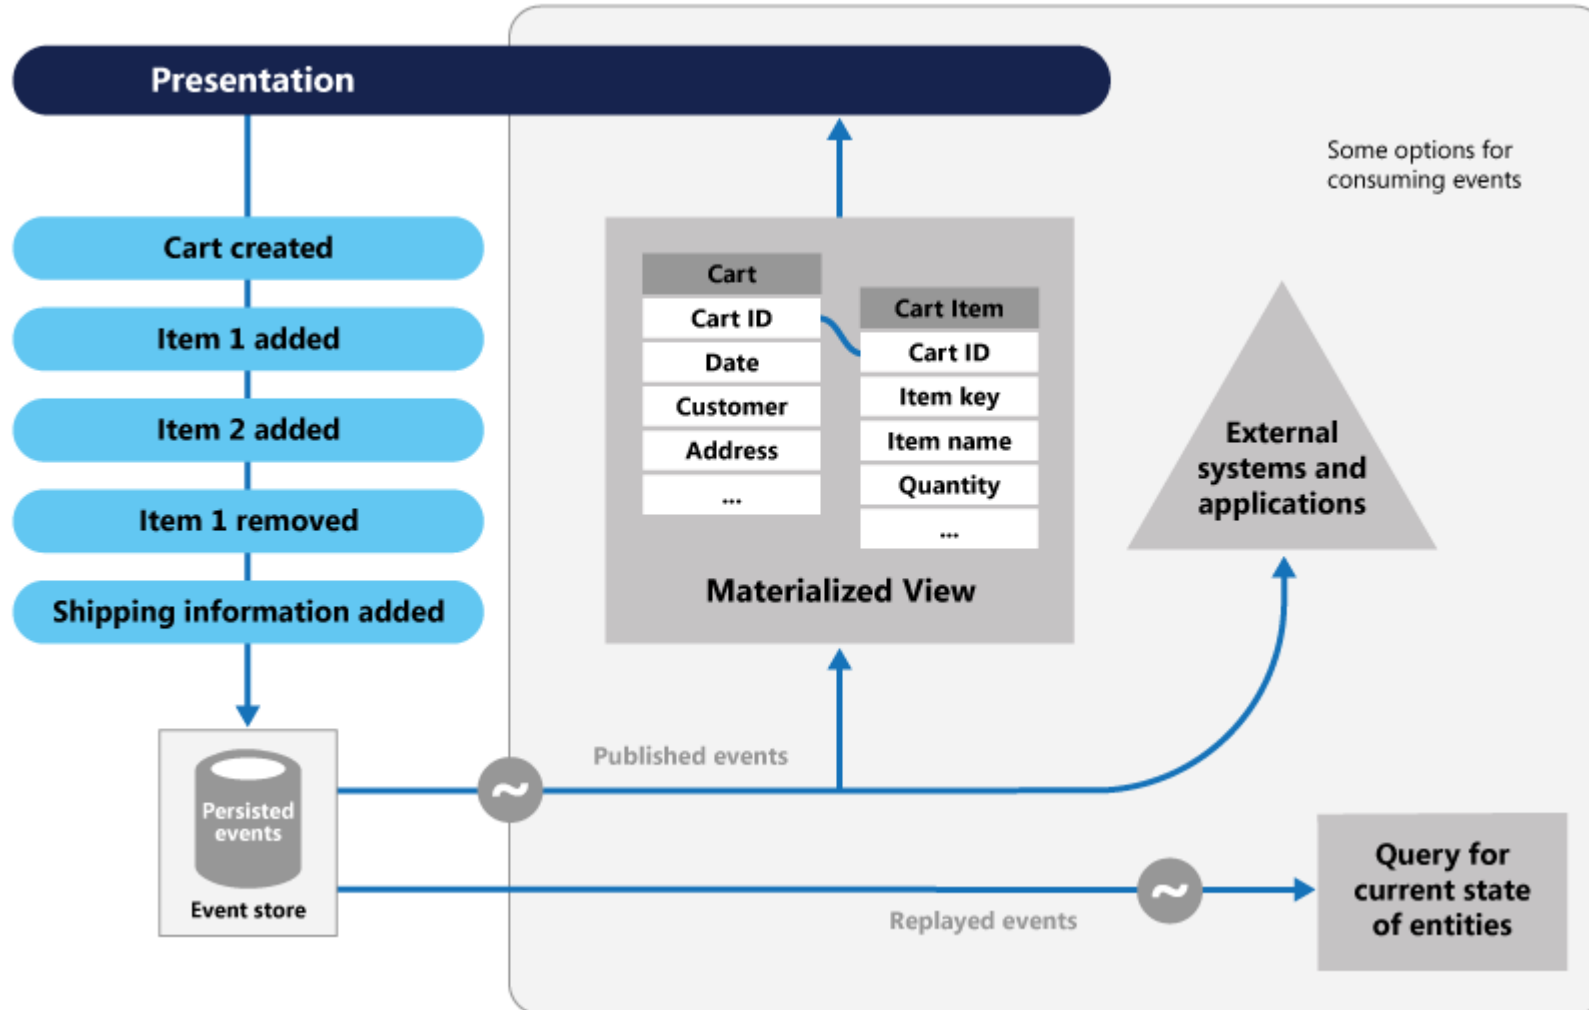 Presentation
Some options for
consuming events
Cart created
Item 1 added
Item 2 added
Item 1 removed
Shipping information added
Cart
Cart ID
Date
Customer
Address
...
Cart Item
Cart ID
Item key
Item name
Quantity
...
Materialized View
External
systems and
applications
Published events
Persisted
events
Event store
Replayed events
Query for
current state
of entities
~
~